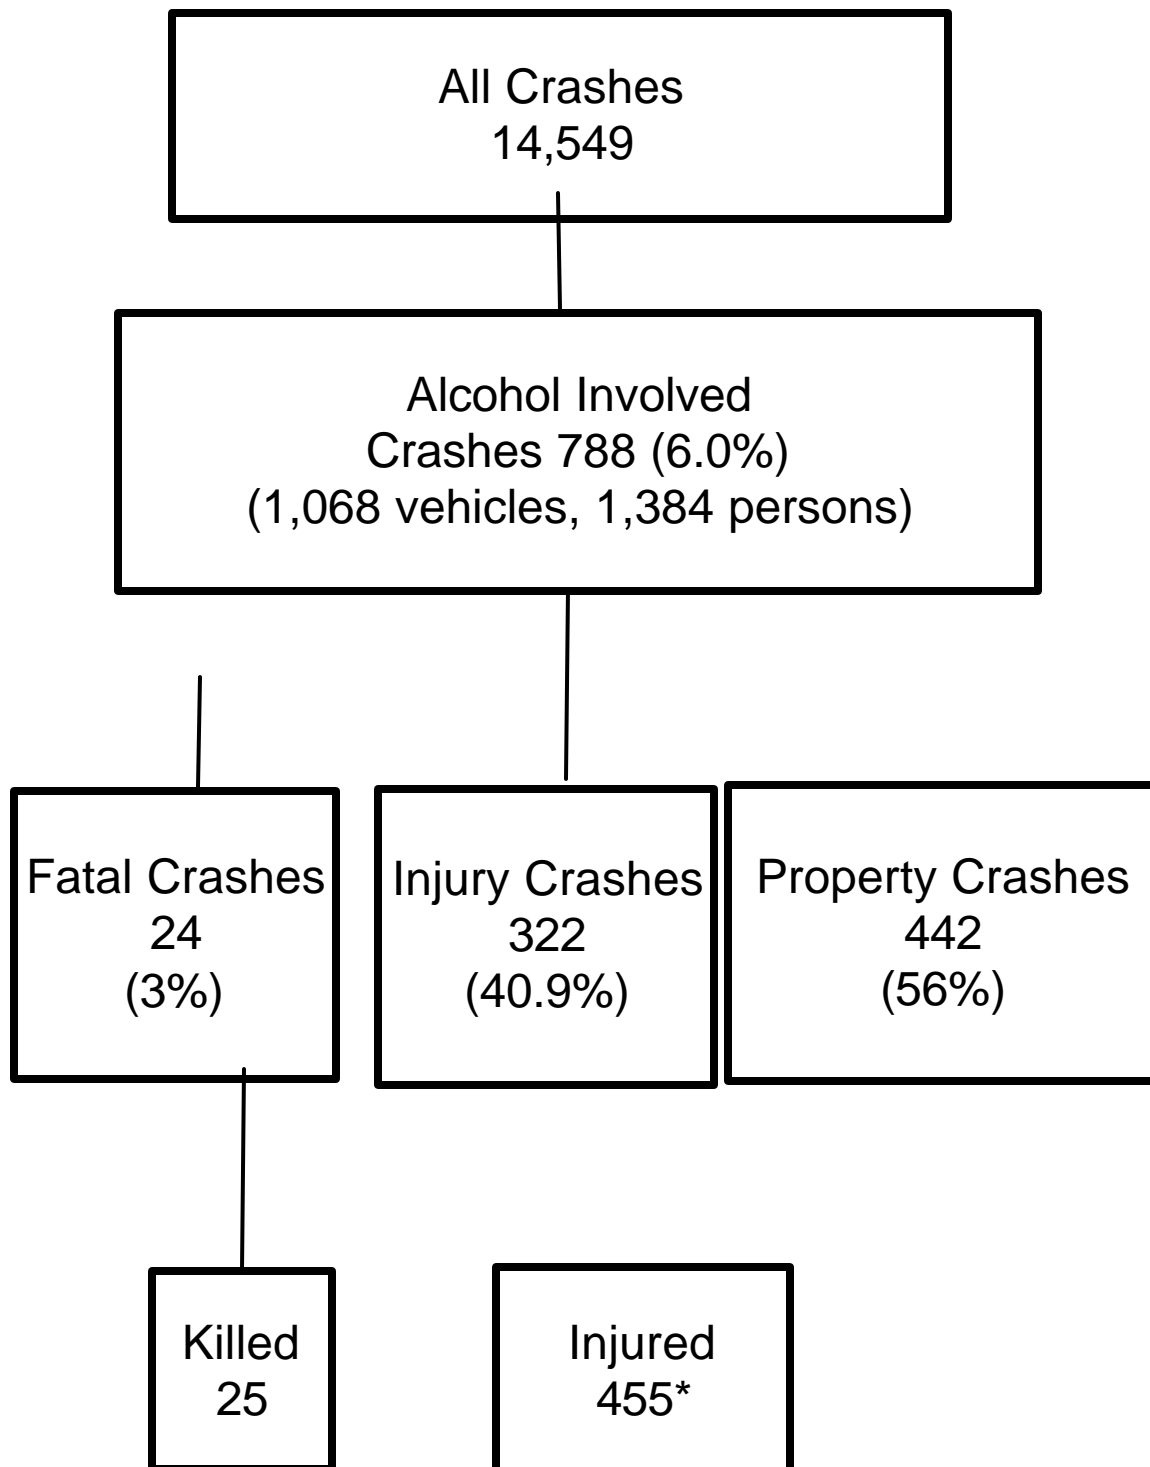 All Crashes
14,549
Alcohol Involved
Crashes 788 (6.0%)
(1,068 vehicles, 1,384 persons)
Fatal Crashes
24
(3%)
Injury Crashes
322
(40.9%)
Property Crashes
442
(56%)
Killed
25
Injured
455*